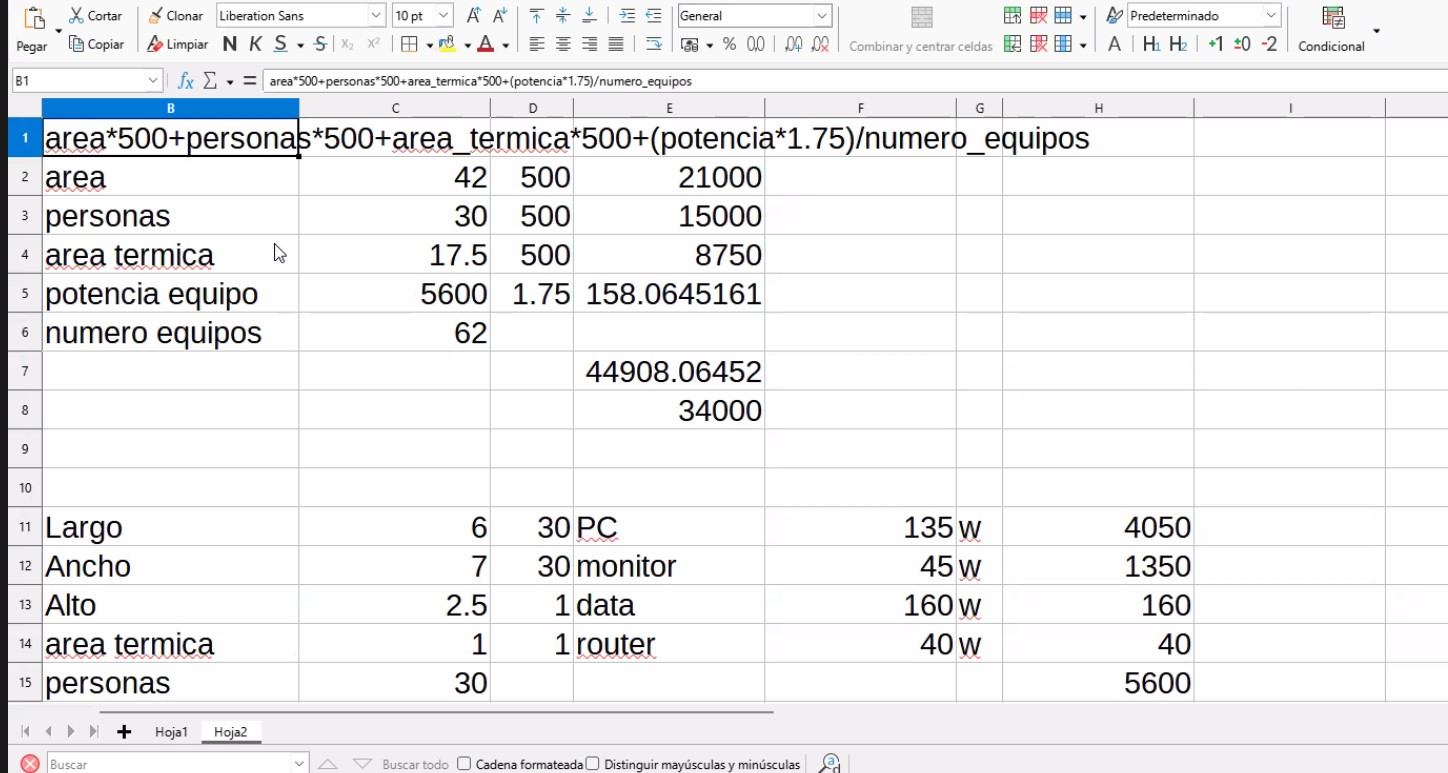 Pegar
Cortar
Copiar
Clonar
Limpiar
Liberation Sans
10 pt
N K S S X₂ X²
A
General
% 0,0
Combinar y centrar celdas
Predeterminado
A H1 H2 +1 ±0 -2
Condicional
B1
fx Σ = area*500+personas*500+area_termica*500+(potencia*1.75)/numero_equipos
B C D E F G H I
1 area*500+personas*500+area_termica*500+(potencia*1.75)/numero_equipos
2 area 42 500 21000
3 personas 30 500 15000
4 area termica 17.5 500 8750
5 potencia equipo 5600 1.75 158.0645161
6 numero equipos 62
7 44908.06452
8 34000
9
10
11 Largo 6 30 PC 135 w 4050
12 Ancho 7 30 monitor 45 w 1350
13 Alto 2.5 1 data 160 w 160
14 area termica 1 1 router 40 w 40
15 personas 30 5600
Hoja1 Hoja2
Buscar Buscar todo Cadena formateada Distinguir mayúsculas y minúsculas